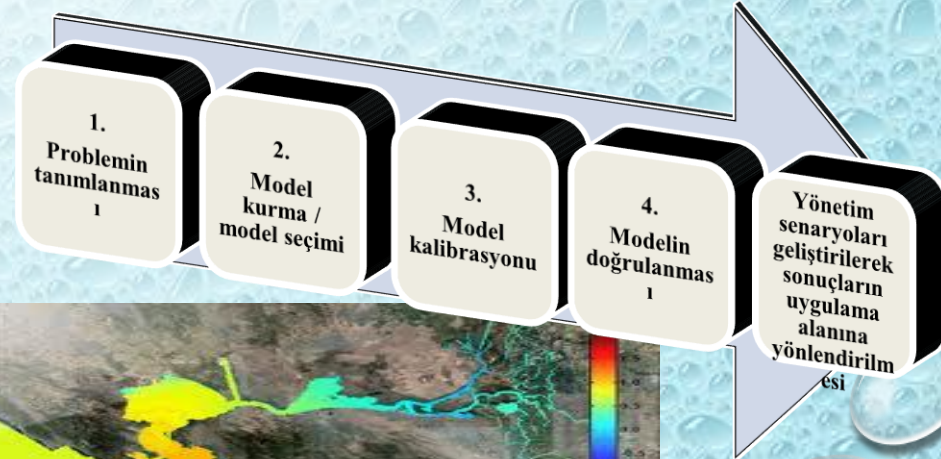 1.
Problemin
tanımlanmas
ı
2.
Model
kurma /
model seçimi
3.
Model
kalibrasyonu
4.
Modelin
doğrulanmas
ı
Yönetim
senaryoları
geliştirilerek
sonuçların
uygulama
alanına
yönlendirilm
esi